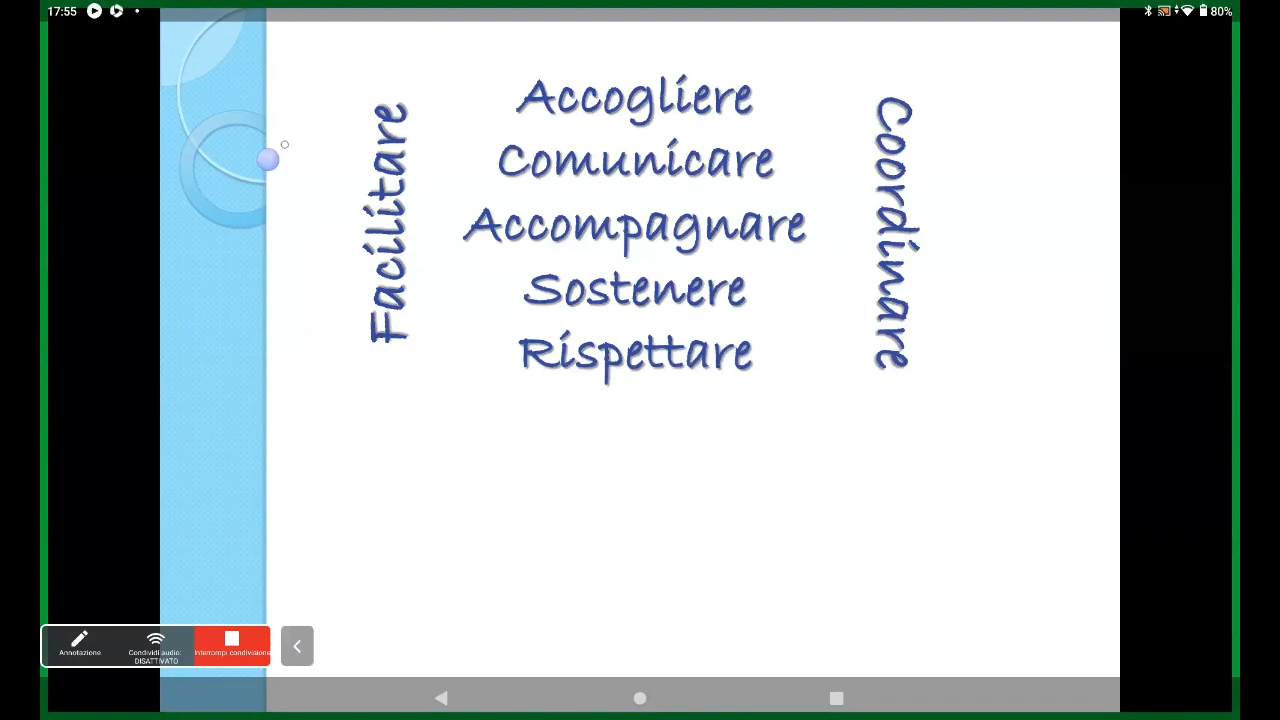 17:55
80%
Facilitare
Accogliere
Comunicare
Accompagnare
Sostenere
Rispettare
Coordinare
Annotazione
Condividi audio:
DISATTIVATO
Interrompi condivisione